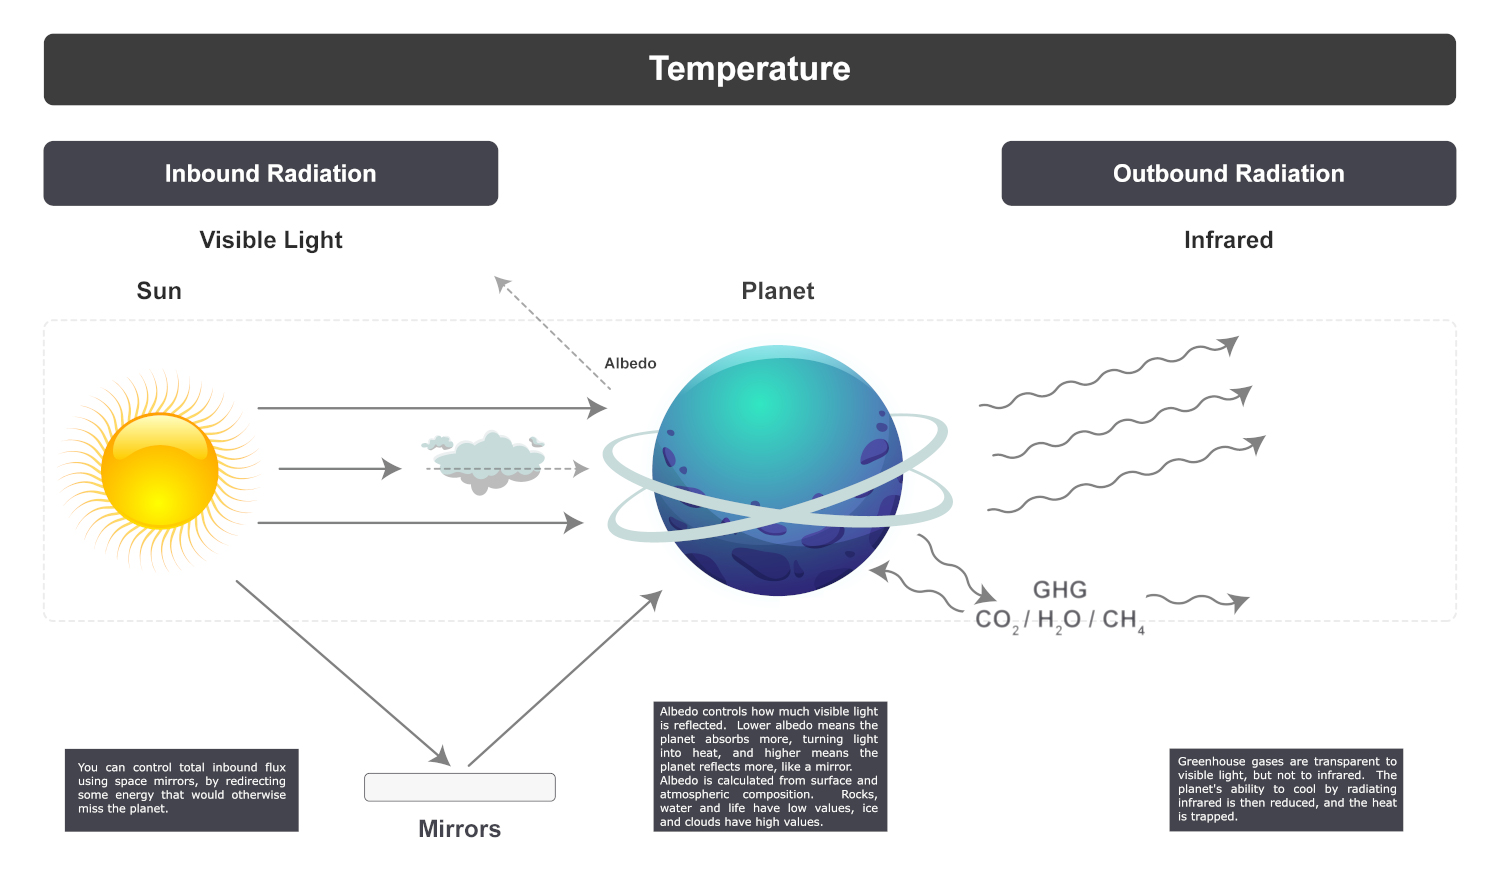 Temperature
Inbound Radiation
Outbound Radiation
Visible Light
Infrared
Sun
Planet
Albedo
GHG
CO₂ / H₂O / CH₄
Albedo controls how much visible light
is reflected. Lower albedo means the
planet absorbs more, turning light
into heat, and higher means the
planet reflects more, like a mirror.
Albedo is calculated from surface and
atmospheric composition. Rocks,
water and life have low values, ice
and clouds have high values.
You can control total inbound flux
using space mirrors, by redirecting
some energy that would otherwise
miss the planet.
Greenhouse gases are transparent to
visible light, but not to infrared. The
planet's ability to cool by radiating
infrared is then reduced, and the heat
is trapped.
Mirrors